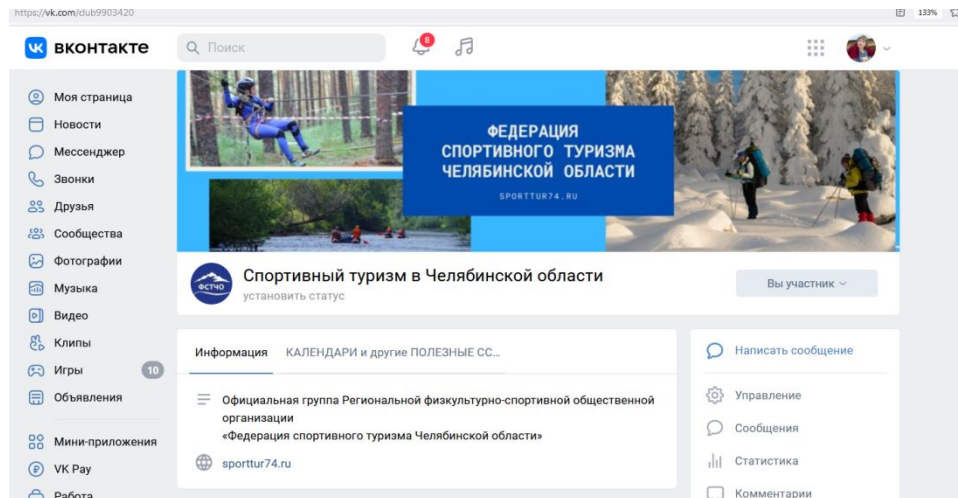 https://vk.com/dub9903420
133%
вконтакте
Поиск
8
Моя страница
Новости
Мессенджер
Звонки
Друзья
Сообщества
Фотографии
Музыка
Видео
Клипы
Игры
10
Объявления
Мини-приложения
VK Pay
Работа
ФЕДЕРАЦИЯ
СПОРТИВНОГО ТУРИЗМА
ЧЕЛЯБИНСКОЙ ОБЛАСТИ
SPORTTUR74.RU
ФСТЧО
Спортивный туризм в Челябинской области
установить статус
Вы участник
Информация
КАЛЕНДАРИ и другие ПОЛЕЗНЫЕ СС...
Официальная группа Региональной физкультурно-спортивной общественной
организации
«Федерация спортивного туризма Челябинской области»
sporttur74.ru
Написать сообщение
Управление
Сообщения
Статистика
Комментарии